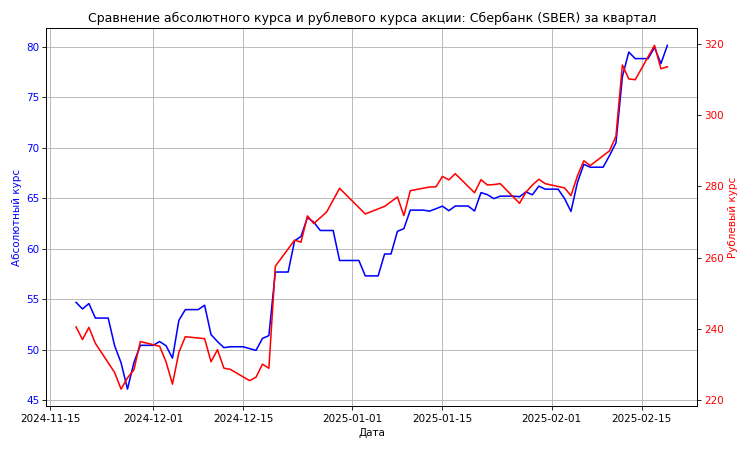 Сравнение абсолютного курса и рублевого курса акции: Сбербанк (SBER) за квартал
Абсолютный курс
80
75
70
65
60
55
50
45
320
300
280
260
240
220
Рублевый курс
2024-11-15 2024-12-01 2024-12-15 2025-01-01 2025-01-15 2025-02-01 2025-02-15
Дата